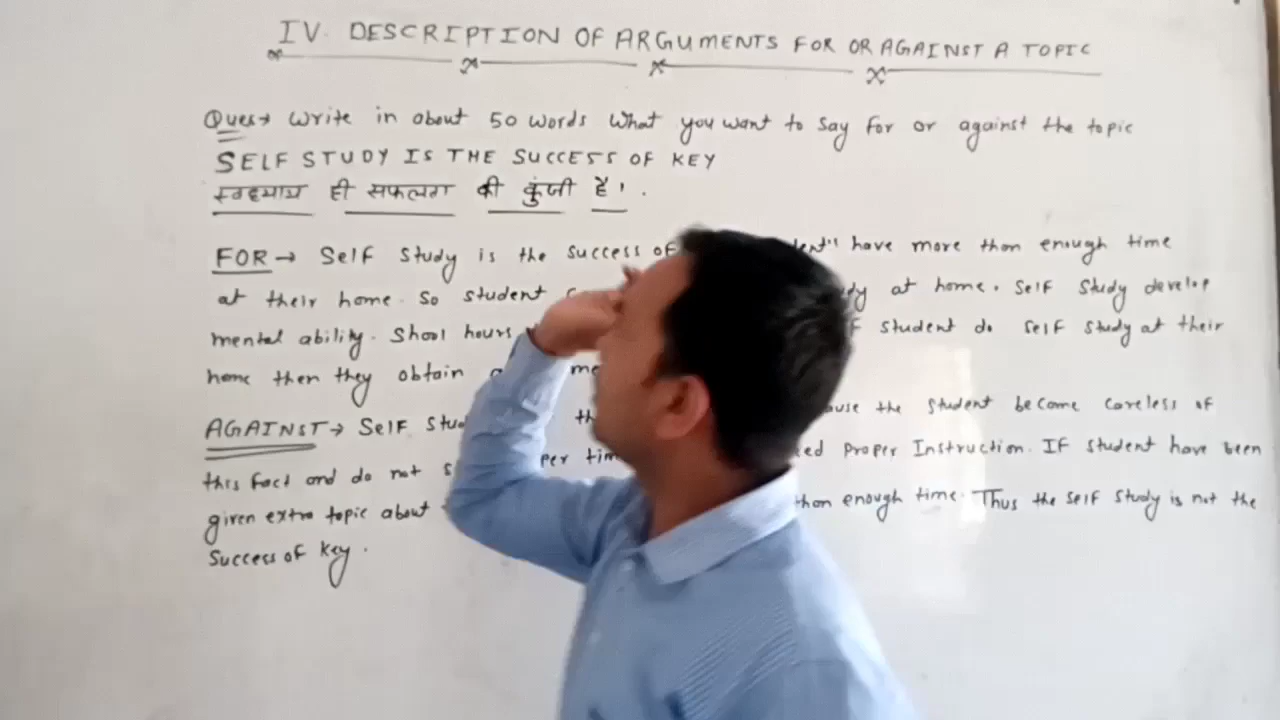 IV. DESCRIPTION OF ARGUMENTS FOR OR AGAINST A TOPIC
Ques→ Write in about 50 words what you want to say for or against the topic
SELF STUDY IS THE SUCCESS OF KEY
स्वाध्याय ही सफलता की कुंजी है।
FOR → Self study is the success of have more than enough time
at their home. So student at home. Self study develop
mental ability. Shool hours student do self study at their
home then they obtain
AGAINST → Self the student become careless of
this fact and do not Proper Instruction. If student have been
given extra topic about than enough time. Thus the self study is not the
success of key.